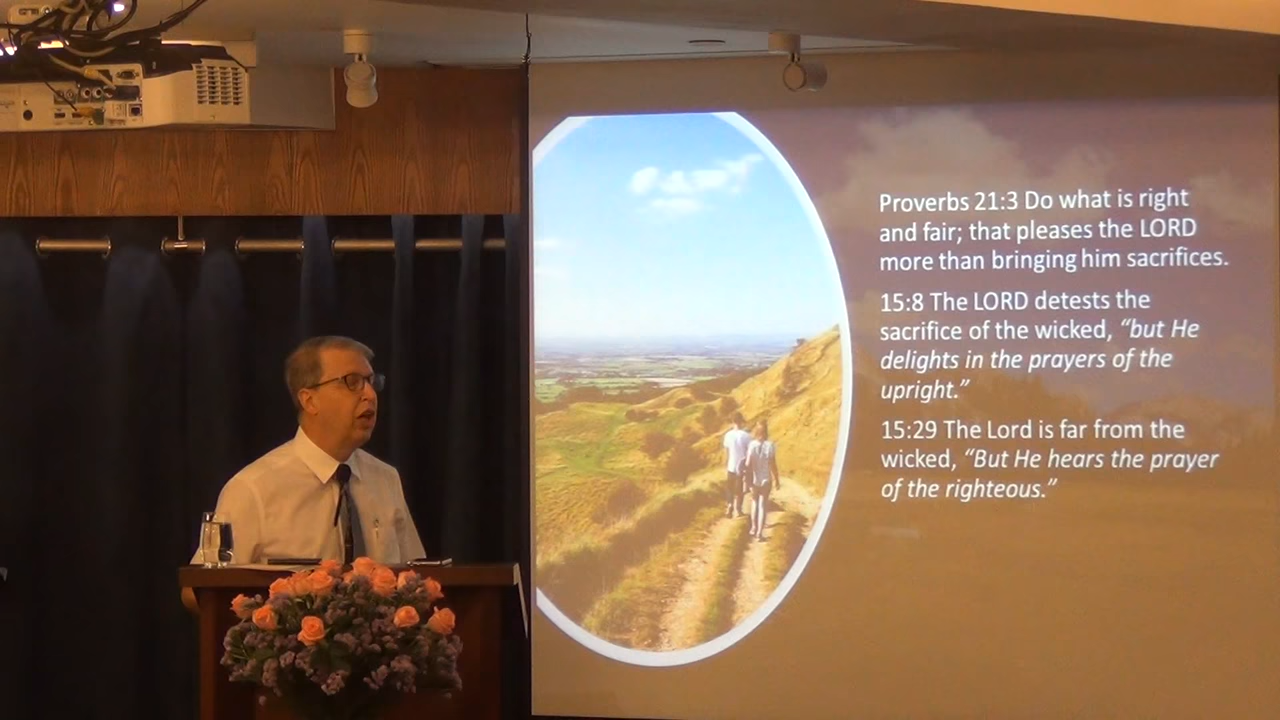 Proverbs 21:3 Do what is right
and fair; that pleases the LORD
more than bringing him sacrifices.
15:8 The LORD detests the
sacrifice of the wicked, “but He
delights in the prayers of the
upright.”
15:29 The Lord is far from the
wicked, “But He hears the prayer
of the righteous.”